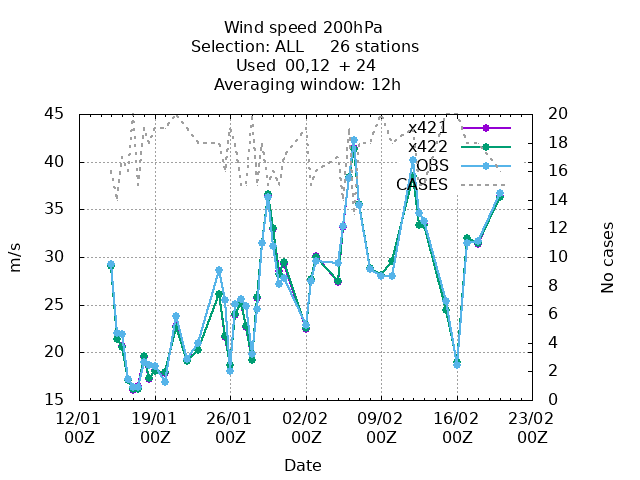 Wind speed 200hPa
Selection: ALL 26 stations
Used 00,12 + 24
Averaging window: 12h
45 20
x421
x422
OBS
CASES
40
35
30
25
20
15
18
16
14
12
10
8
6
4
2
0
m/s
No cases
12/01 19/01 26/01 02/02 09/02 16/02 23/02
00Z 00Z 00Z 00Z 00Z 00Z 00Z
Date